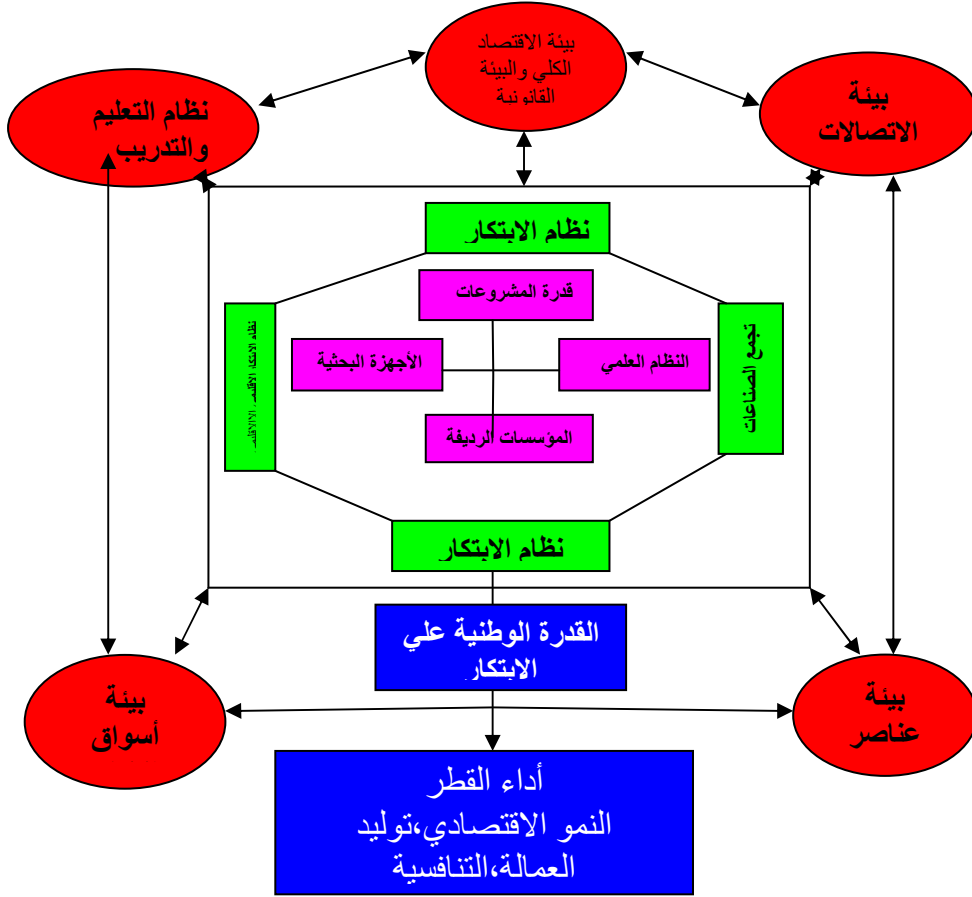 بيئة الاقتصاد
الكلي والبيئة
القانونية
نظام التعليم
والتدريب
بيئة
الاتصالات
نظام الابتكار
قدرة المشروعات
تجمع الصناعات
النظام العلمي
الأجهزة البحثية
المؤسسات الرديفة
نظام الابتكار
القدرة الوطنية علي
الابتكار
بيئة
عناصر
بيئة
أسواق
أداء القطر
النمو الاقتصادي،توليد
العمالة،التنافسية